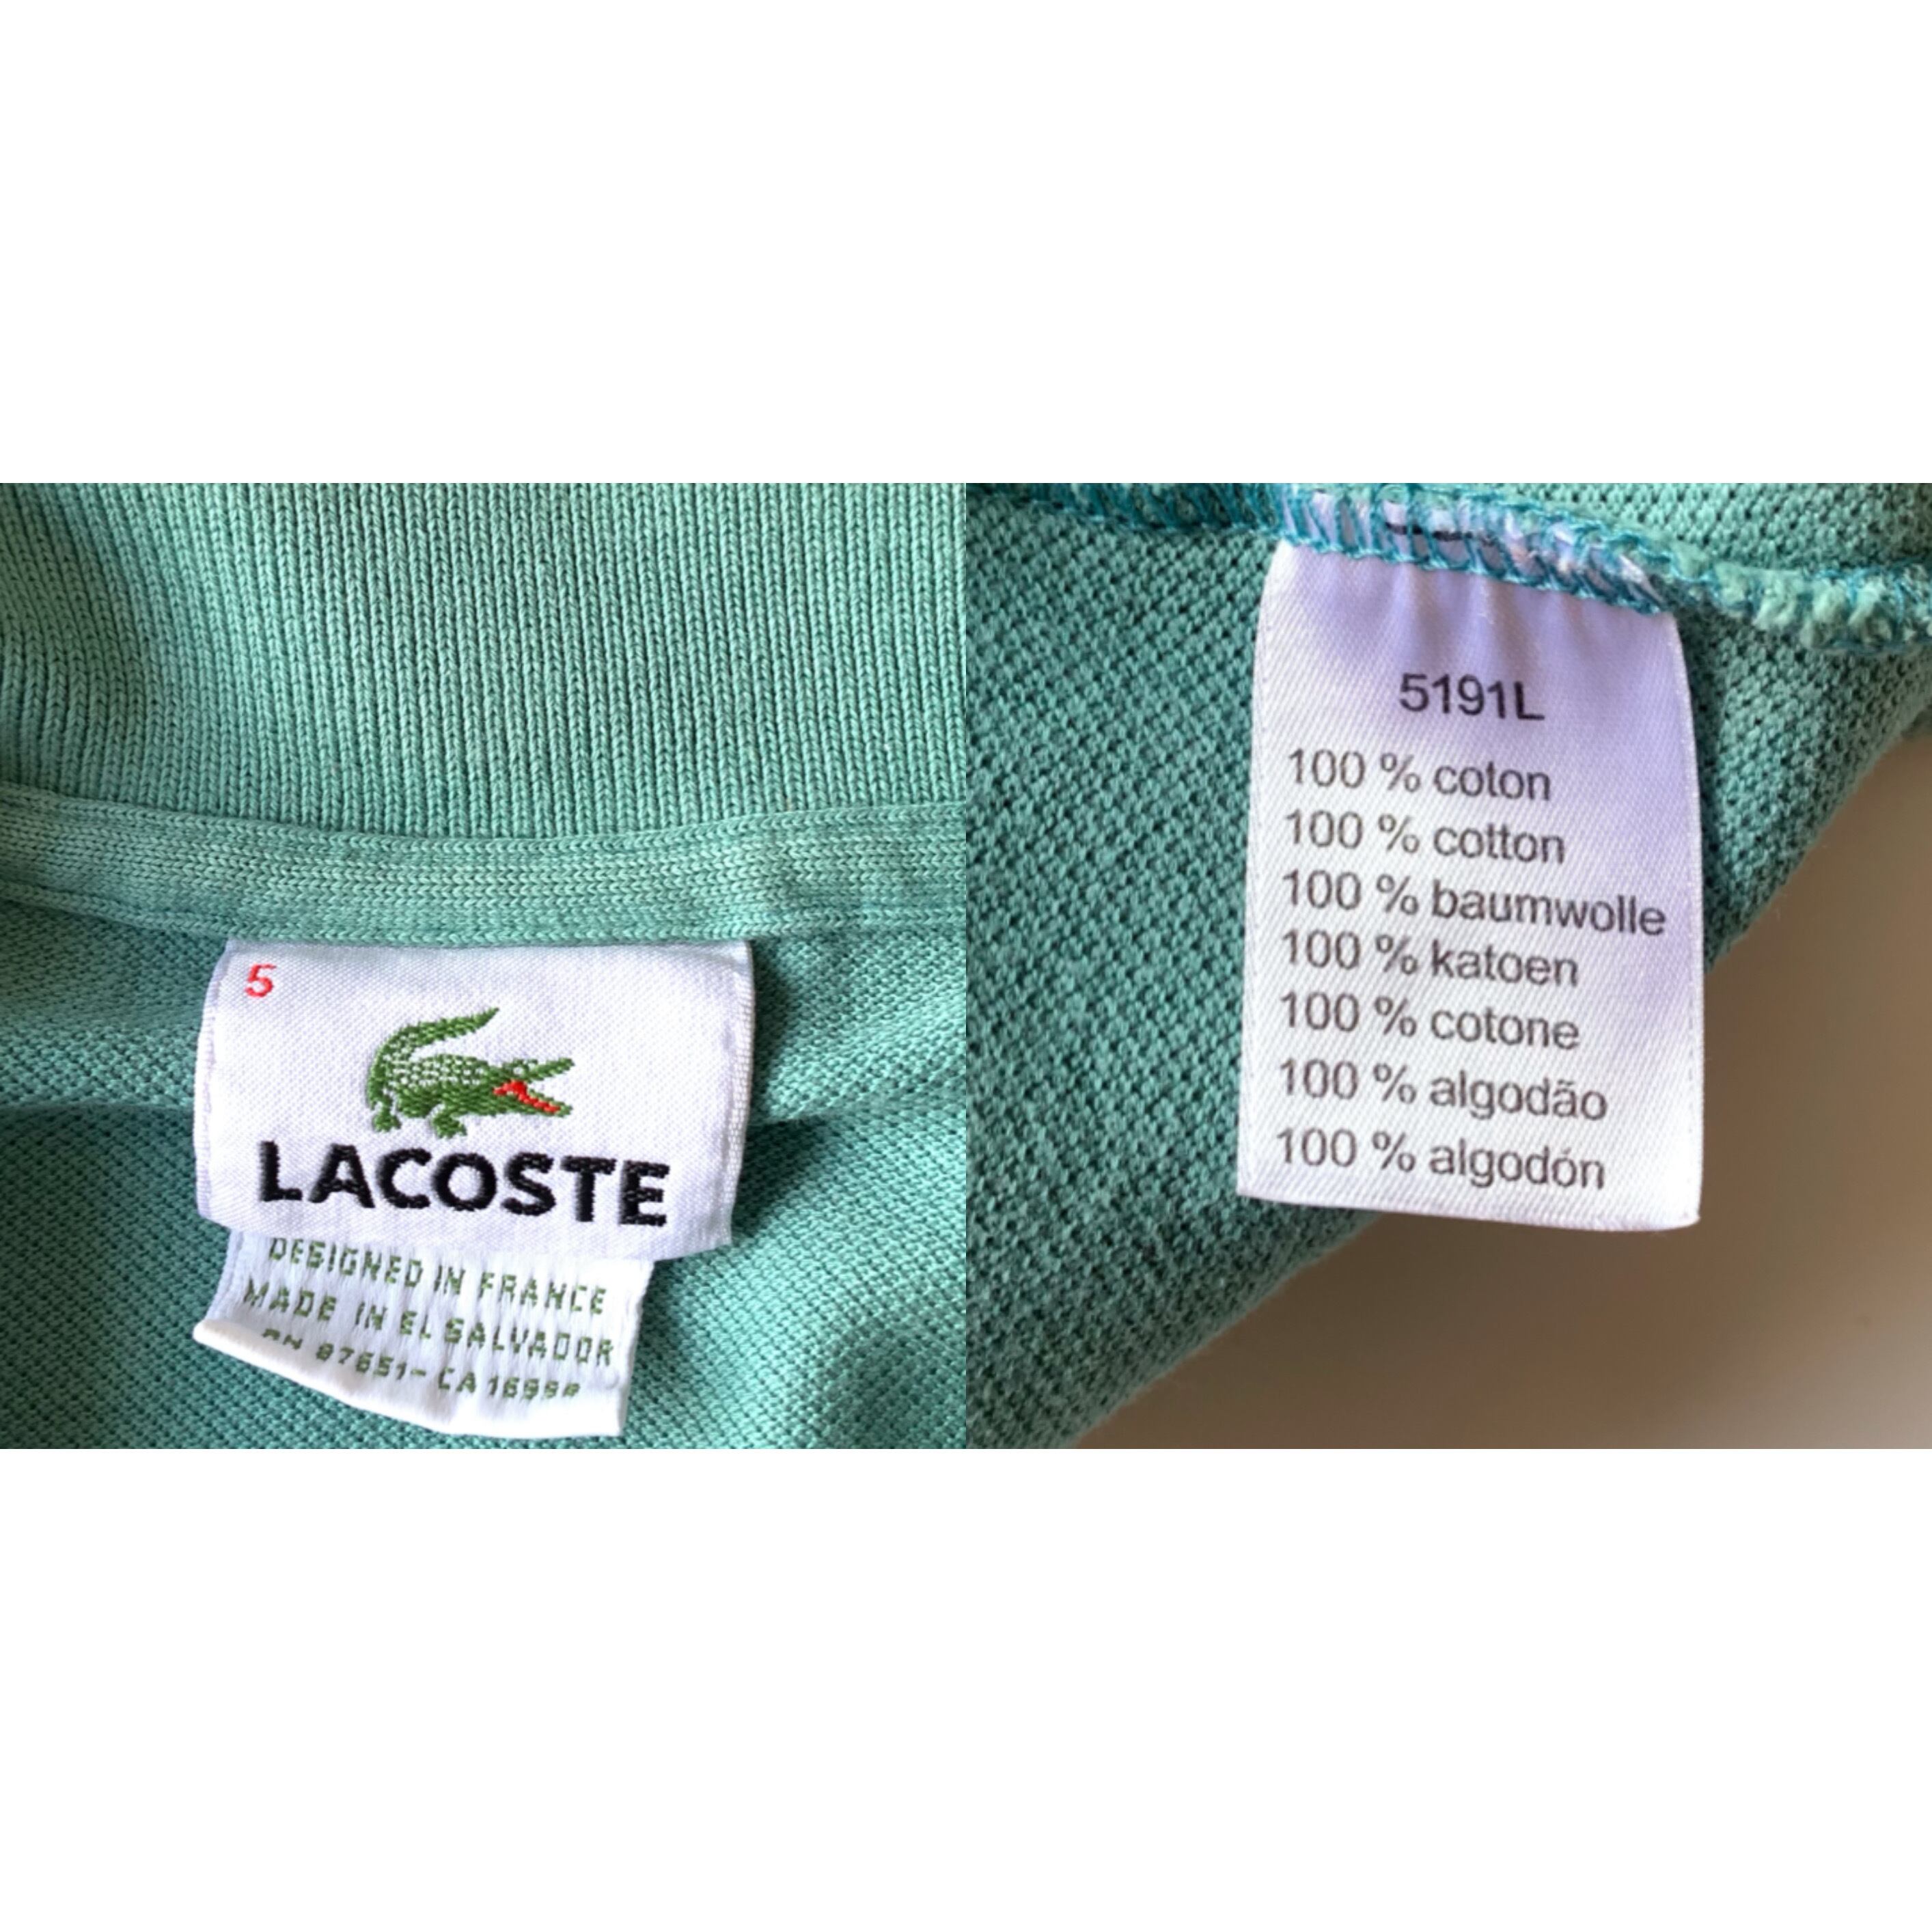 5
LACOSTE
DESIGNED IN FRANCE
MADE IN EL SALVADOR
5191L
100 % coton
100 % cotton
100 % baumwolle
100 % katoen
100 % cotone
100 % algodão
100 % algodón